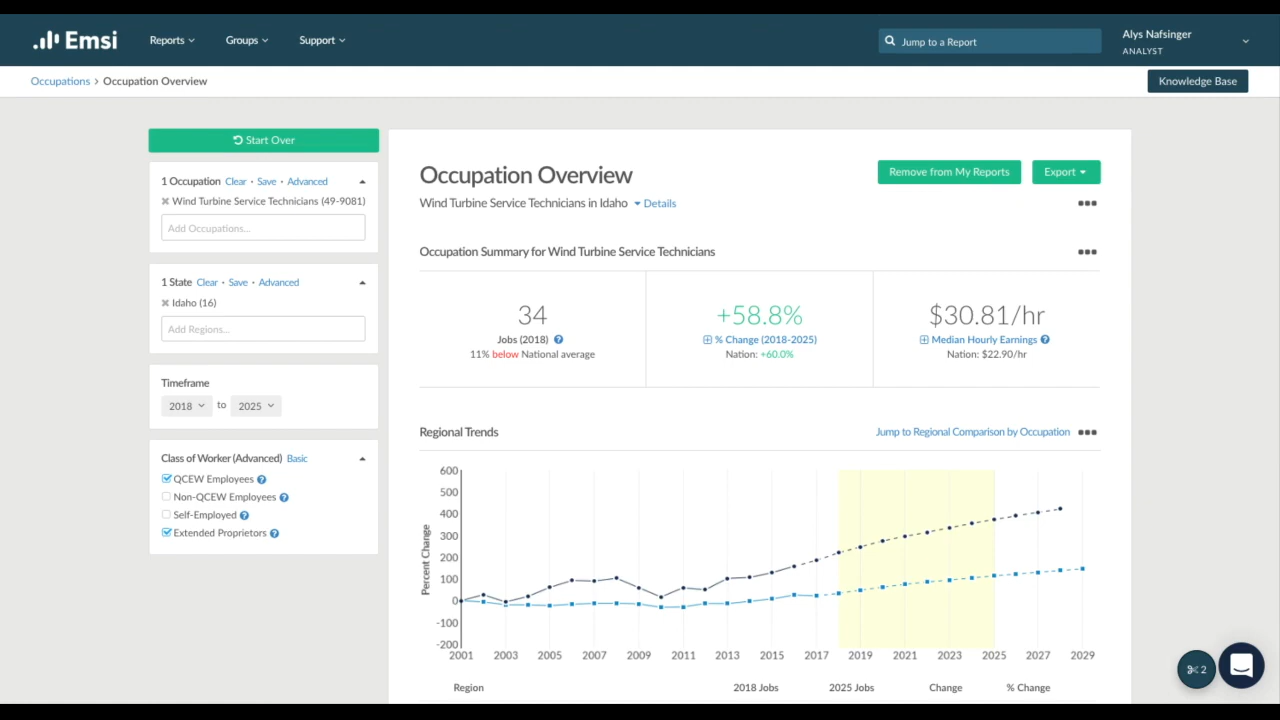 Emsi
Reports Groups Support
Jump to a Report
Alys Nafsinger
ANALYST
Occupations > Occupation Overview
Knowledge Base
Start Over
1 Occupation Clear · Save · Advanced
Wind Turbine Service Technicians (49-9081)
Add Occupations...
1 State Clear · Save · Advanced
Idaho (16)
Add Regions...
Timeframe
2018 to 2025
Class of Worker (Advanced) Basic
QCEW Employees
Non-QCEW Employees
Self-Employed
Extended Proprietors
Occupation Overview
Remove from My Reports Export
Wind Turbine Service Technicians in Idaho Details
Occupation Summary for Wind Turbine Service Technicians
34
Jobs (2018)
11% below National average
+58.8%
% Change (2018-2025)
Nation: +60.0%
$30.81/hr
Median Hourly Earnings
Nation: $22.90/hr
Regional Trends
Jump to Regional Comparison by Occupation
Percent Change
600
500
400
300
200
100
0
-100
-200
2001 2003 2005 2007 2009 2011 2013 2015 2017 2019 2021 2023 2025 2027 2029
Region 2018 Jobs 2025 Jobs Change % Change
2